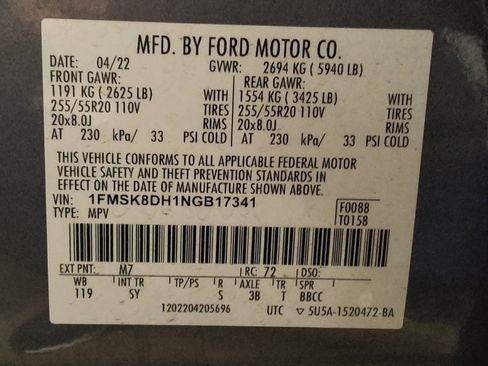 MFD. BY FORD MOTOR CO.
DATE: 04/22 GVWR: 2694 KG ( 5940 LB)
FRONT GAWR: REAR GAWR:
1191 KG ( 2625 LB) WITH 1554 KG ( 3425 LB) WITH
255/55R20 110V TIRES 255/55R20 110V TIRES
20x8.0J RIMS 20x8.0J RIMS
AT 230 kPa/ 33 PSI COLD AT 230 kPa/ 33 PSI COLD
THIS VEHICLE CONFORMS TO ALL APPLICABLE FEDERAL MOTOR
VEHICLE SAFETY AND THEFT PREVENTION STANDARDS IN
EFFECT ON THE DATE OF MANUFACTURE SHOWN ABOVE.
VIN: 1FMSK8DH1NGB17341 F0088
TYPE: MPV T0158
EXT PNT: M7 RC: 72 DSO:
WB INT TR TP/PS R AXLE TR SPR
119 SY S 3B T BBCC
1202204205696 UTC ▽ 5U5A-1520472-BA